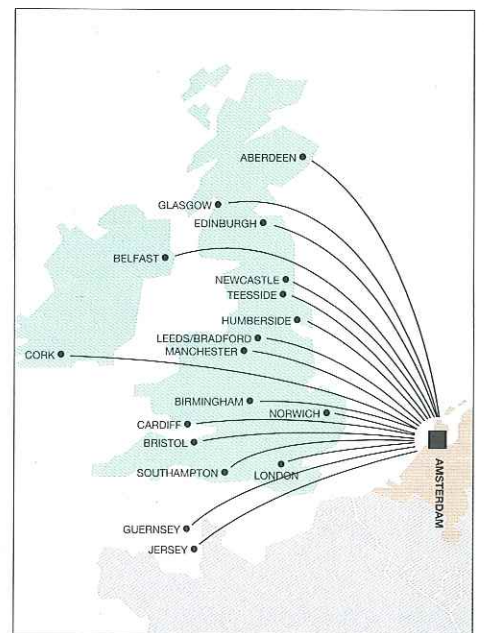 ABERDEEN
GLASGOW
EDINBURGH
BELFAST
NEWCASTLE
TEESSIDE
HUMBERSIDE
LEEDS/BRADFORD
MANCHESTER
CORK
BIRMINGHAM
NORWICH
CARDIFF
BRISTOL
SOUTHAMPTON
LONDON
AMSTERDAM
GUERNSEY
JERSEY